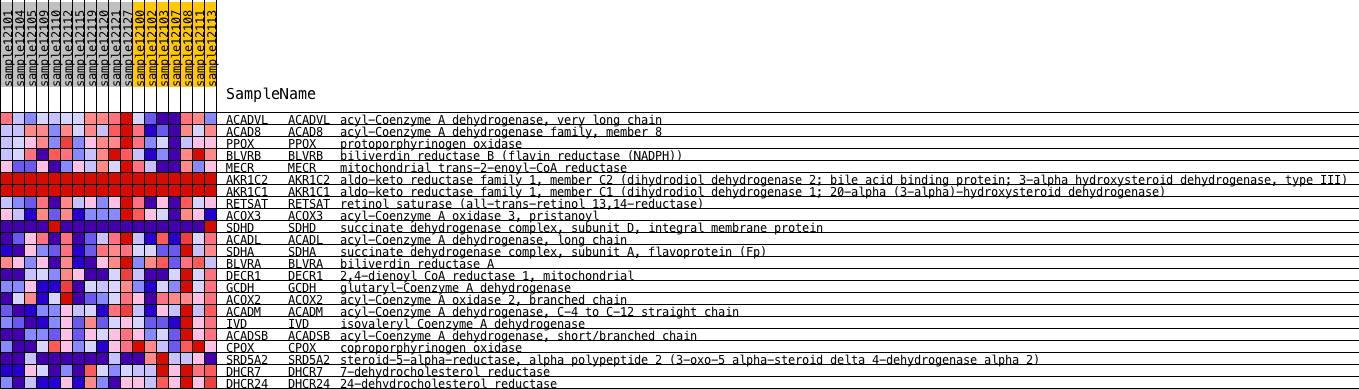 sample12101
sample12104
sample12105
sample12109
sample12110
sample12112
sample12115
sample12119
sample12120
sample12121
sample12127
sample12100
sample12102
sample12103
sample12107
sample12108
sample12111
sample12113
SampleName
ACADVL ACADVL acyl-Coenzyme A dehydrogenase, very long chain
ACAD8 ACAD8 acyl-Coenzyme A dehydrogenase family, member 8
PPOX PPOX protoporphyrinogen oxidase
BLVRB BLVRB biliverdin reductase B (flavin reductase (NADPH))
MECR MECR mitochondrial trans-2-enoyl-CoA reductase
AKR1C2 AKR1C2 aldo-keto reductase family 1, member C2 (dihydrodiol dehydrogenase 2; bile acid binding protein; 3-alpha hydroxysteroid dehydrogenase, type III)
AKR1C1 AKR1C1 aldo-keto reductase family 1, member C1 (dihydrodiol dehydrogenase 1; 20-alpha (3-alpha)-hydroxysteroid dehydrogenase)
RETSAT RETSAT retinol saturase (all-trans-retinol 13,14-reductase)
ACOX3 ACOX3 acyl-Coenzyme A oxidase 3, pristanoyl
SDHD SDHD succinate dehydrogenase complex, subunit D, integral membrane protein
ACADL ACADL acyl-Coenzyme A dehydrogenase, long chain
SDHA SDHA succinate dehydrogenase complex, subunit A, flavoprotein (Fp)
BLVRA BLVRA biliverdin reductase A
DECR1 DECR1 2,4-dienoyl CoA reductase 1, mitochondrial
GCDH GCDH glutaryl-Coenzyme A dehydrogenase
ACOX2 ACOX2 acyl-Coenzyme A oxidase 2, branched chain
ACADM ACADM acyl-Coenzyme A dehydrogenase, C-4 to C-12 straight chain
IVD IVD isovaleryl Coenzyme A dehydrogenase
ACADSB ACADSB acyl-Coenzyme A dehydrogenase, short/branched chain
CPOX CPOX coproporphyrinogen oxidase
SRD5A2 SRD5A2 steroid-5-alpha-reductase, alpha polypeptide 2 (3-oxo-5 alpha-steroid delta 4-dehydrogenase alpha 2)
DHCR7 DHCR7 7-dehydrocholesterol reductase
DHCR24 DHCR24 24-dehydrocholesterol reductase